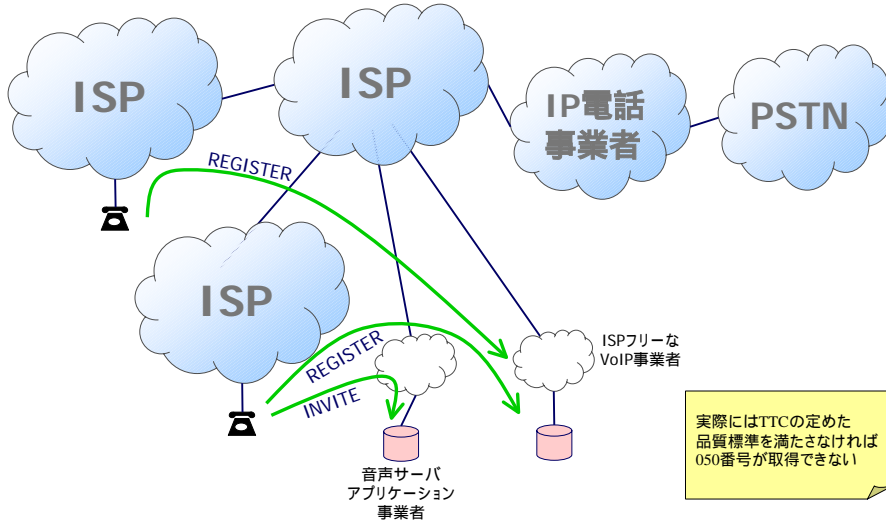 ISP
ISP
IP電話
事業者
PSTN
REGISTER
ISP
REGISTER
INVITE
ISPフリーな
VoIP事業者
音声サーバ
アプリケーション
事業者
実際にはTTCの定めた
品質標準を満たさなければ
050番号が取得できない